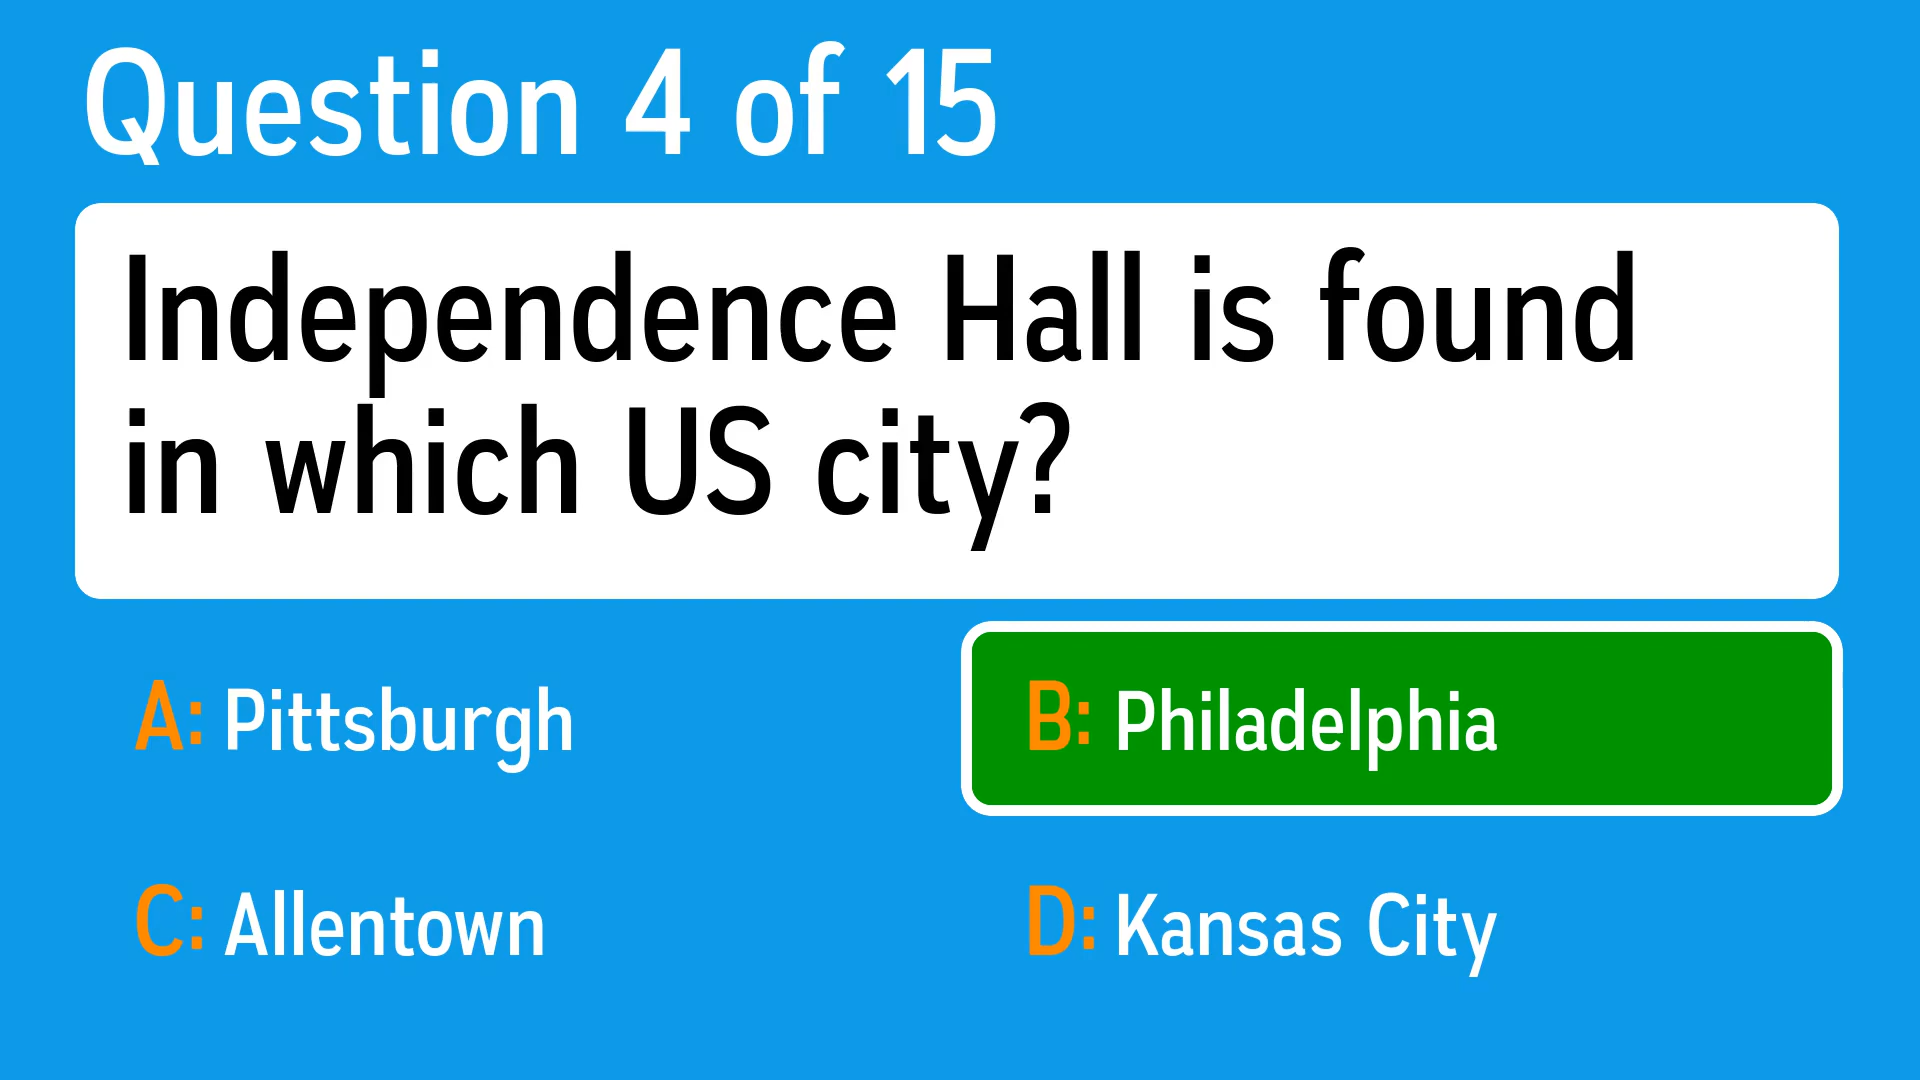 Question 4 of 15
Independence Hall is found
in which US city?
A: Pittsburgh
B: Philadelphia
C: Allentown
D: Kansas City